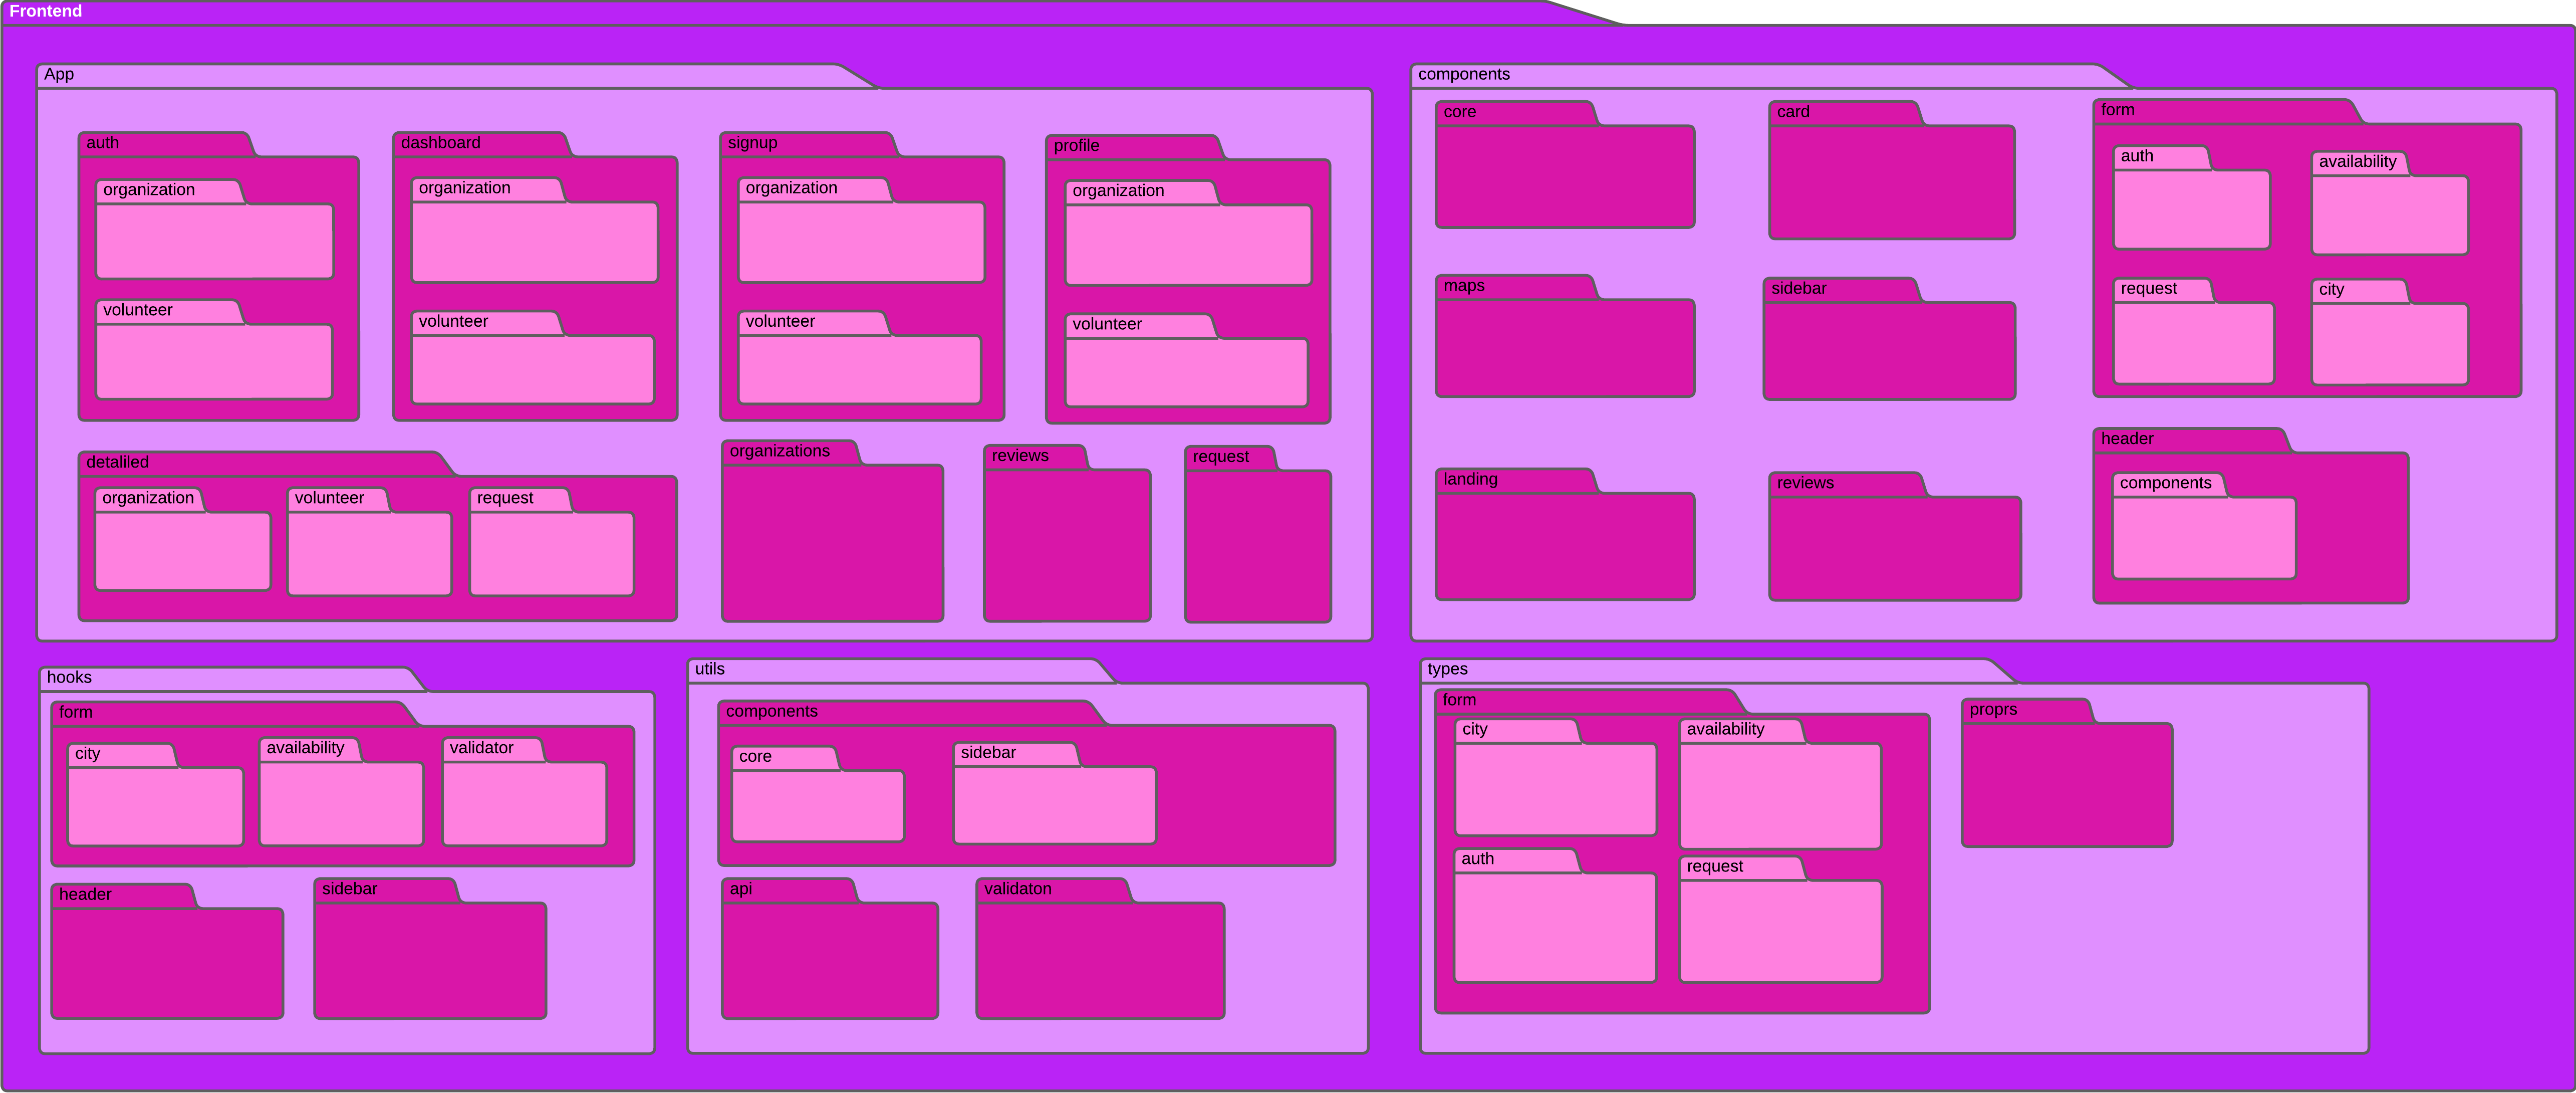 Frontend
App
auth
organization
volunteer
dashboard
organization
volunteer
signup
organization
volunteer
profile
organization
volunteer
detaliled
organization
volunteer
request
organizations
reviews
request
components
core
card
form
auth
availability
request
city
maps
sidebar
landing
reviews
header
components
hooks
form
city
availability
validator
header
sidebar
utils
components
core
sidebar
api
validaton
types
form
city
availability
auth
request
proprs